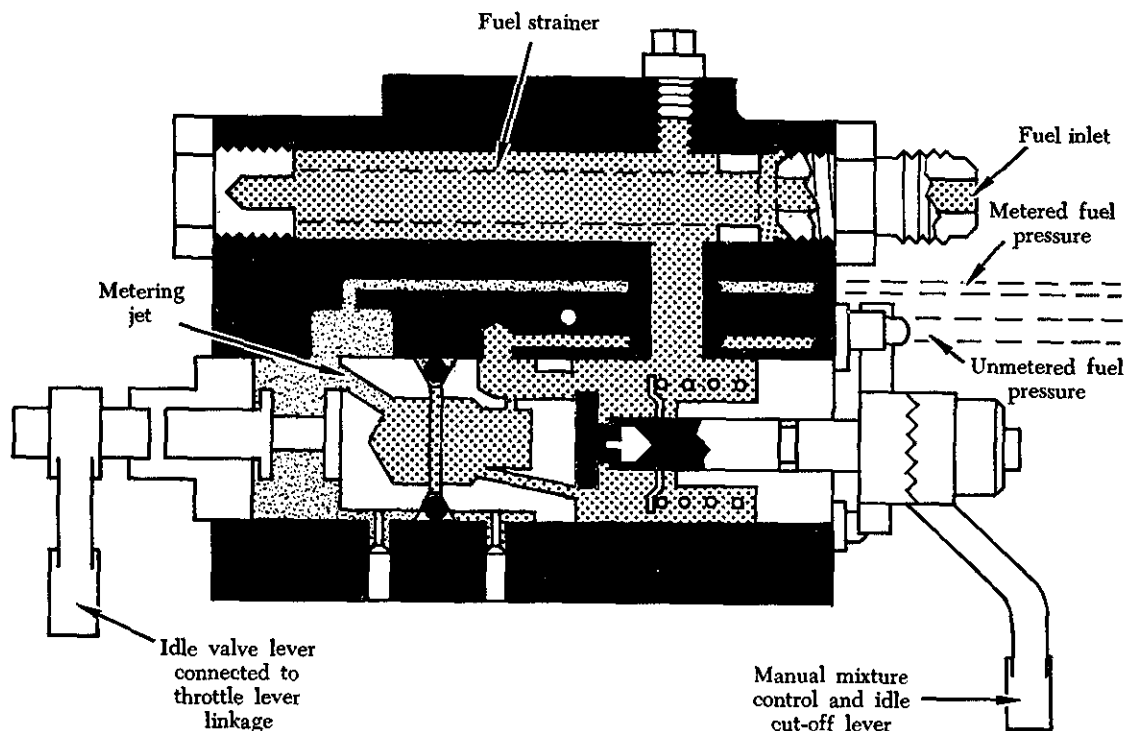 Fuel strainer
Fuel inlet
Metered fuel
pressure
Metering
jet
Unmetered fuel
pressure
Idle valve lever
connected to
throttle lever
linkage
Manual mixture
control and idle
cut-off lever